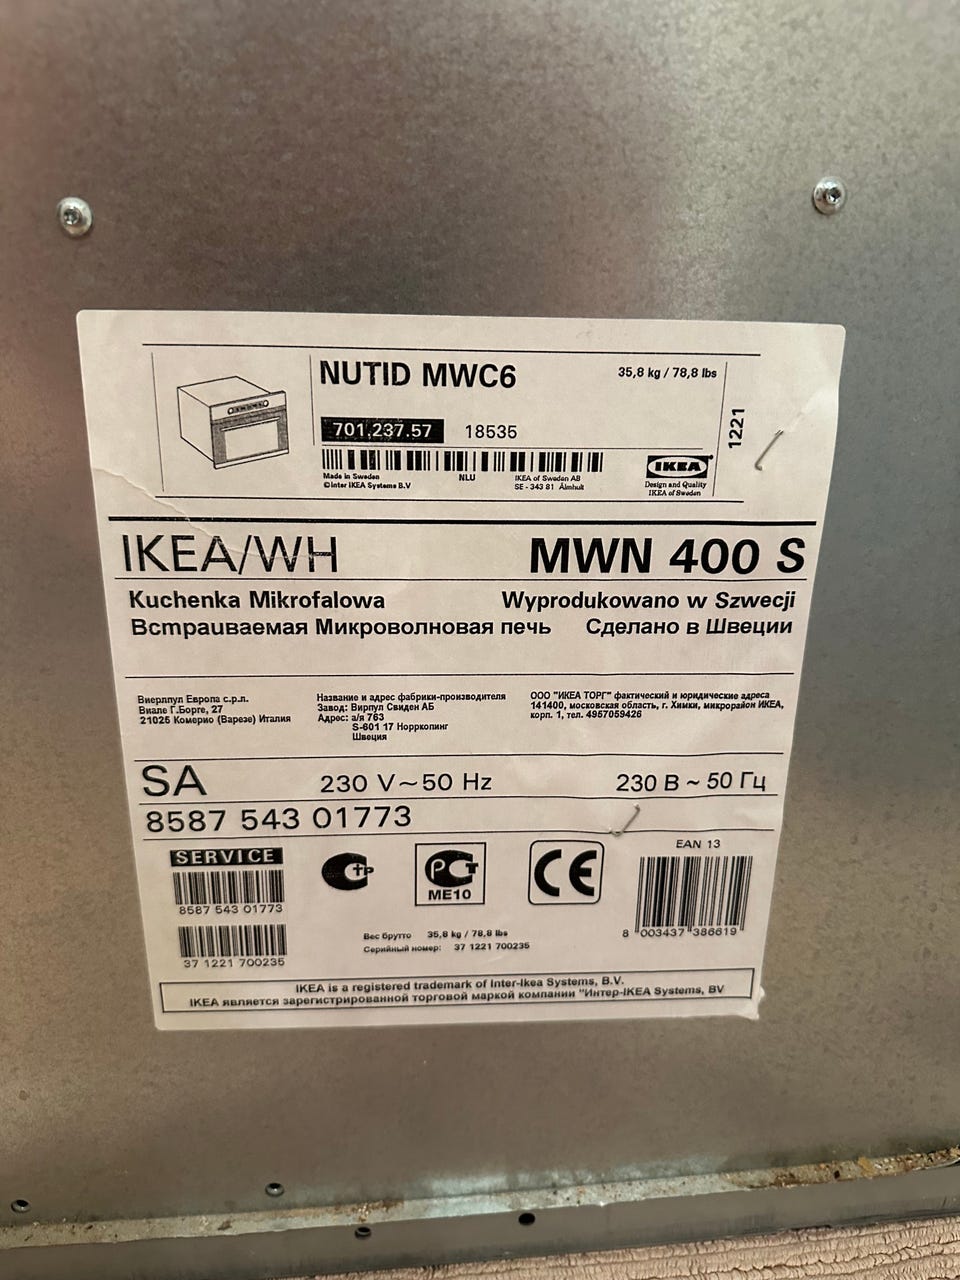 NUTID MWC6
35,8 kg / 78,8 lbs
701.237.57
18535
1221
Made in Sweden
©Inter IKEA Systems B.V
NLU
IKEA of Sweden AB
SE - 343 81 Älmhult
IKEA
Design and Quality
IKEA of Sweden
IKEA/WH
MWN 400 S
Kuchenka Mikrofalowa
Wyprodukowano w Szwecji
Встраиваемая Микроволновая печь
Сделано в Швеции
Виерлпул Европа с.р.л.
Виале Г.Борге, 27
21025 Комерио (Варезе) Италия
Название и адрес фабрики-производителя
Завод: Вирпул Свиден АБ
Адрес: а/я 763
S-601 17 Норркопинг
Швеция
ООО "ИКЕА ТОРГ" фактический и юридические адреса
141400, московская область, г. Химки, микрорайон ИКЕА,
корп. 1, тел. 4957059426
SA
230 V ~ 50 Hz
230 В ~ 50 Гц
8587 543 01773
SERVICE
8587 543 01773
37 1221 700235
СТР
РСТ
ME10
CE
EAN 13
8 003437 386619
Вес брутто 35,8 kg / 78,8 lbs
Серийный номер: 37 1221 700235
IKEA is a registered trademark of Inter-Ikea Systems, B.V.
IKEA является зарегистрированной торговой маркой компании "Интер-IKEA Systems, BV